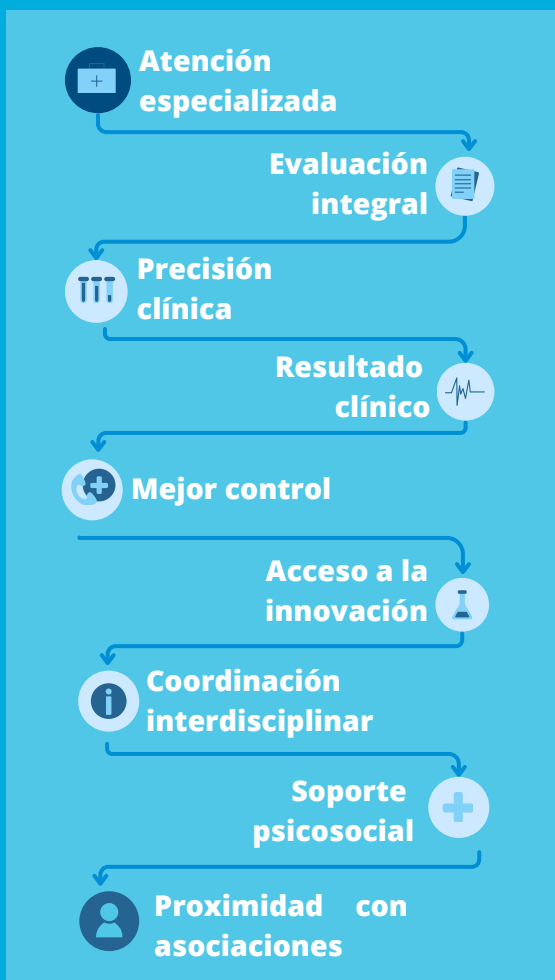 Atención
especializada
Evaluación
integral
Precisión
clínica
Resultado
clínico
Mejor control
Acceso a la
innovación
Coordinación
interdisciplinar
Soporte
psicosocial
Proximidad con
asociaciones